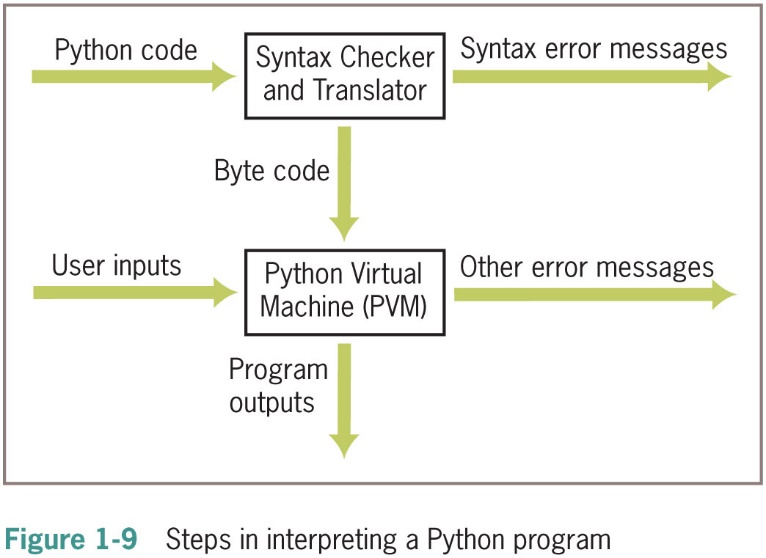 Python code
Syntax Checker
and Translator
Syntax error messages
Byte code
User inputs
Python Virtual
Machine (PVM)
Other error messages
Program
outputs
Figure 1-9 Steps in interpreting a Python program